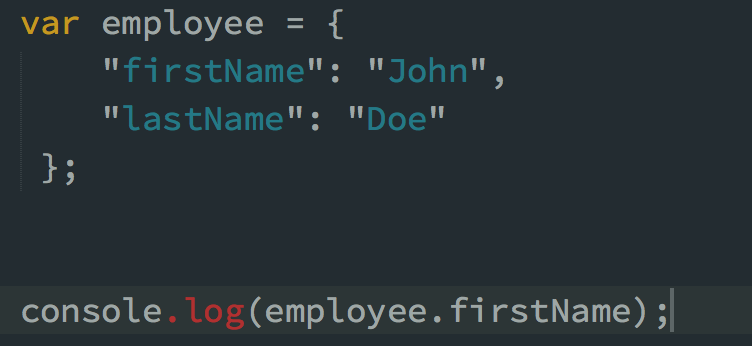 var employee = {
    "firstName": "John",
    "lastName": "Doe"
 };
console.log(employee.firstName);